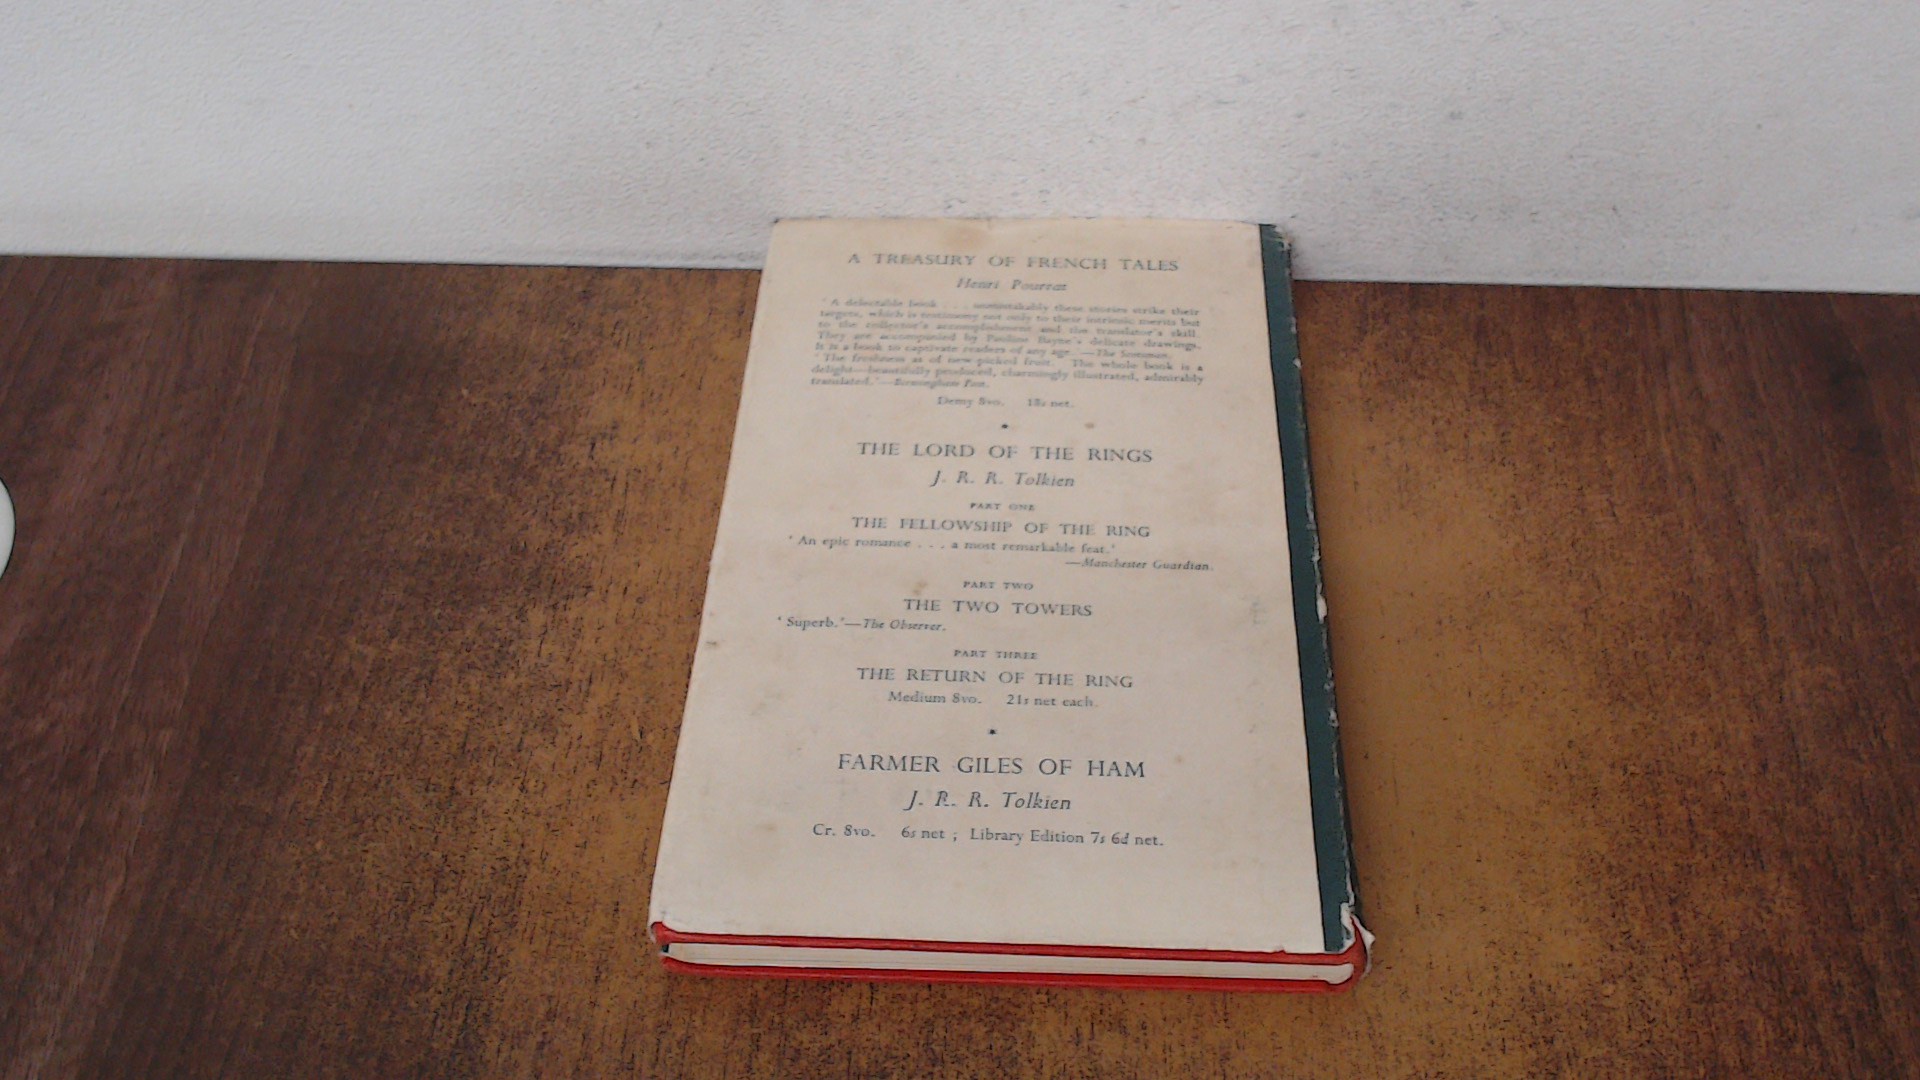 A TREASURY OF FRENCH TALES
Henri Pourrat
' A delectable book . . . unmistakably these stories strike their
targets, which is testimony not only to their intrinsic merits but
to the collector's accomplishment and the translator's skill.
They are accompanied by Pauline Bayne's delicate drawings.
It is a book to captivate readers of any age.'—The Scotsman.
' The freshness as of new-picked fruit. The whole book is a
delight—beautifully produced, charmingly illustrated, admirably
translated.'—Birmingham Post.
Demy 8vo. 18s net.
*
THE LORD OF THE RINGS
J. R. R. Tolkien
PART ONE
THE FELLOWSHIP OF THE RING
' An epic romance . . . a most remarkable feat.'
—Manchester Guardian.
PART TWO
THE TWO TOWERS
' Superb.'—The Observer.
PART THREE
THE RETURN OF THE RING
Medium 8vo. 21s net each.
*
FARMER GILES OF HAM
J. R. R. Tolkien
Cr. 8vo. 6s net ; Library Edition 7s 6d net.